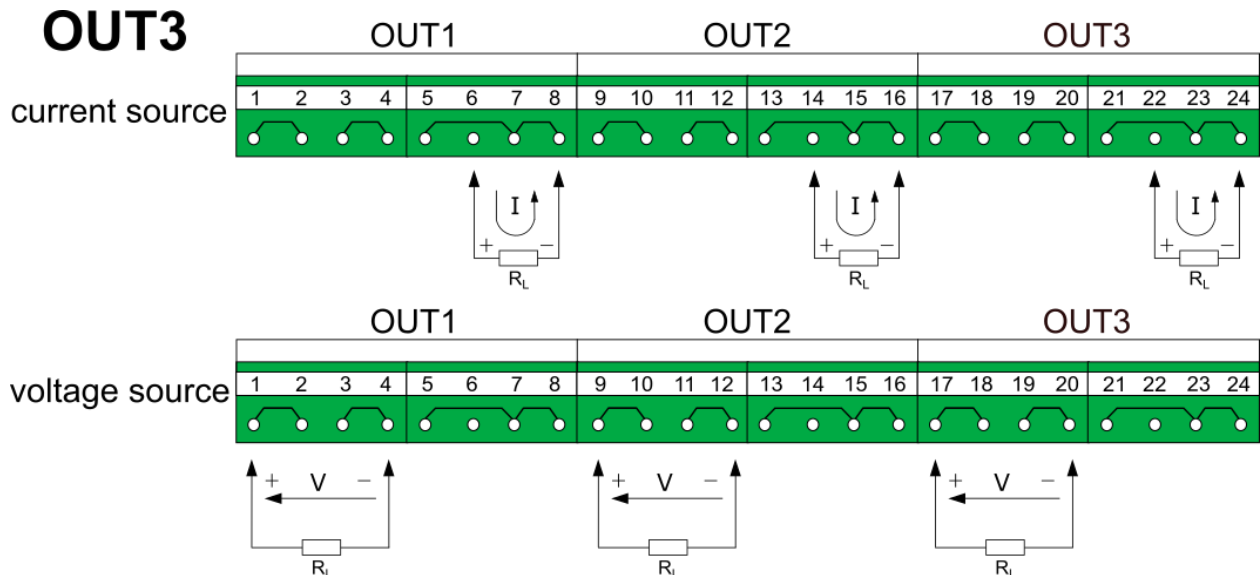 OUT3
OUT1 OUT2 OUT3
current source
1 2 3 4 5 6 7 8 9 10 11 12 13 14 15 16 17 18 19 20 21 22 23 24
I I I
+ − + − + −
RL RL RL
OUT1 OUT2 OUT3
voltage source
1 2 3 4 5 6 7 8 9 10 11 12 13 14 15 16 17 18 19 20 21 22 23 24
+ V − + V − + V −
RL RL RL